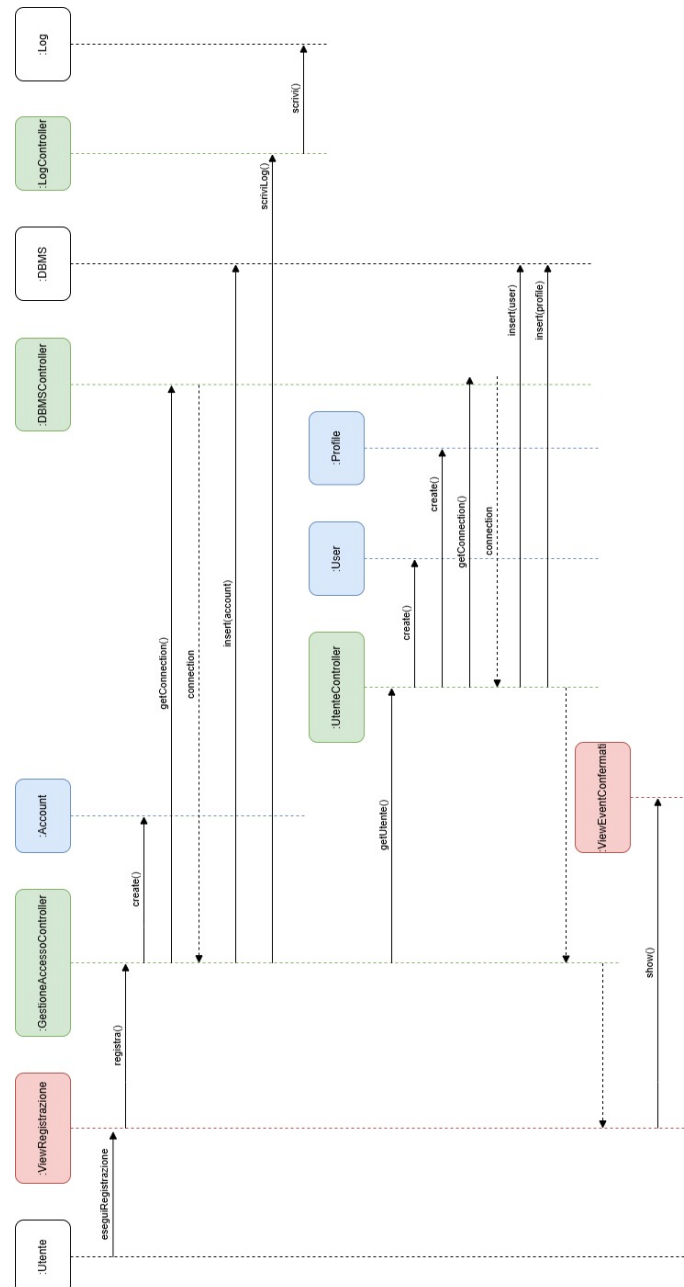 :Utente
:ViewRegistrazione
:GestioneAccessoController
:Account
:DBMSController
:DBMS
:LogController
:Log
eseguiRegistrazione
registra()
create()
getConnection()
connection
insert(account)
scriviLog()
scrivi()
:UtenteController
:User
:Profile
getUtente()
create()
create()
getConnection()
connection
insert(user)
insert(profile)
:ViewEventConfermati
show()